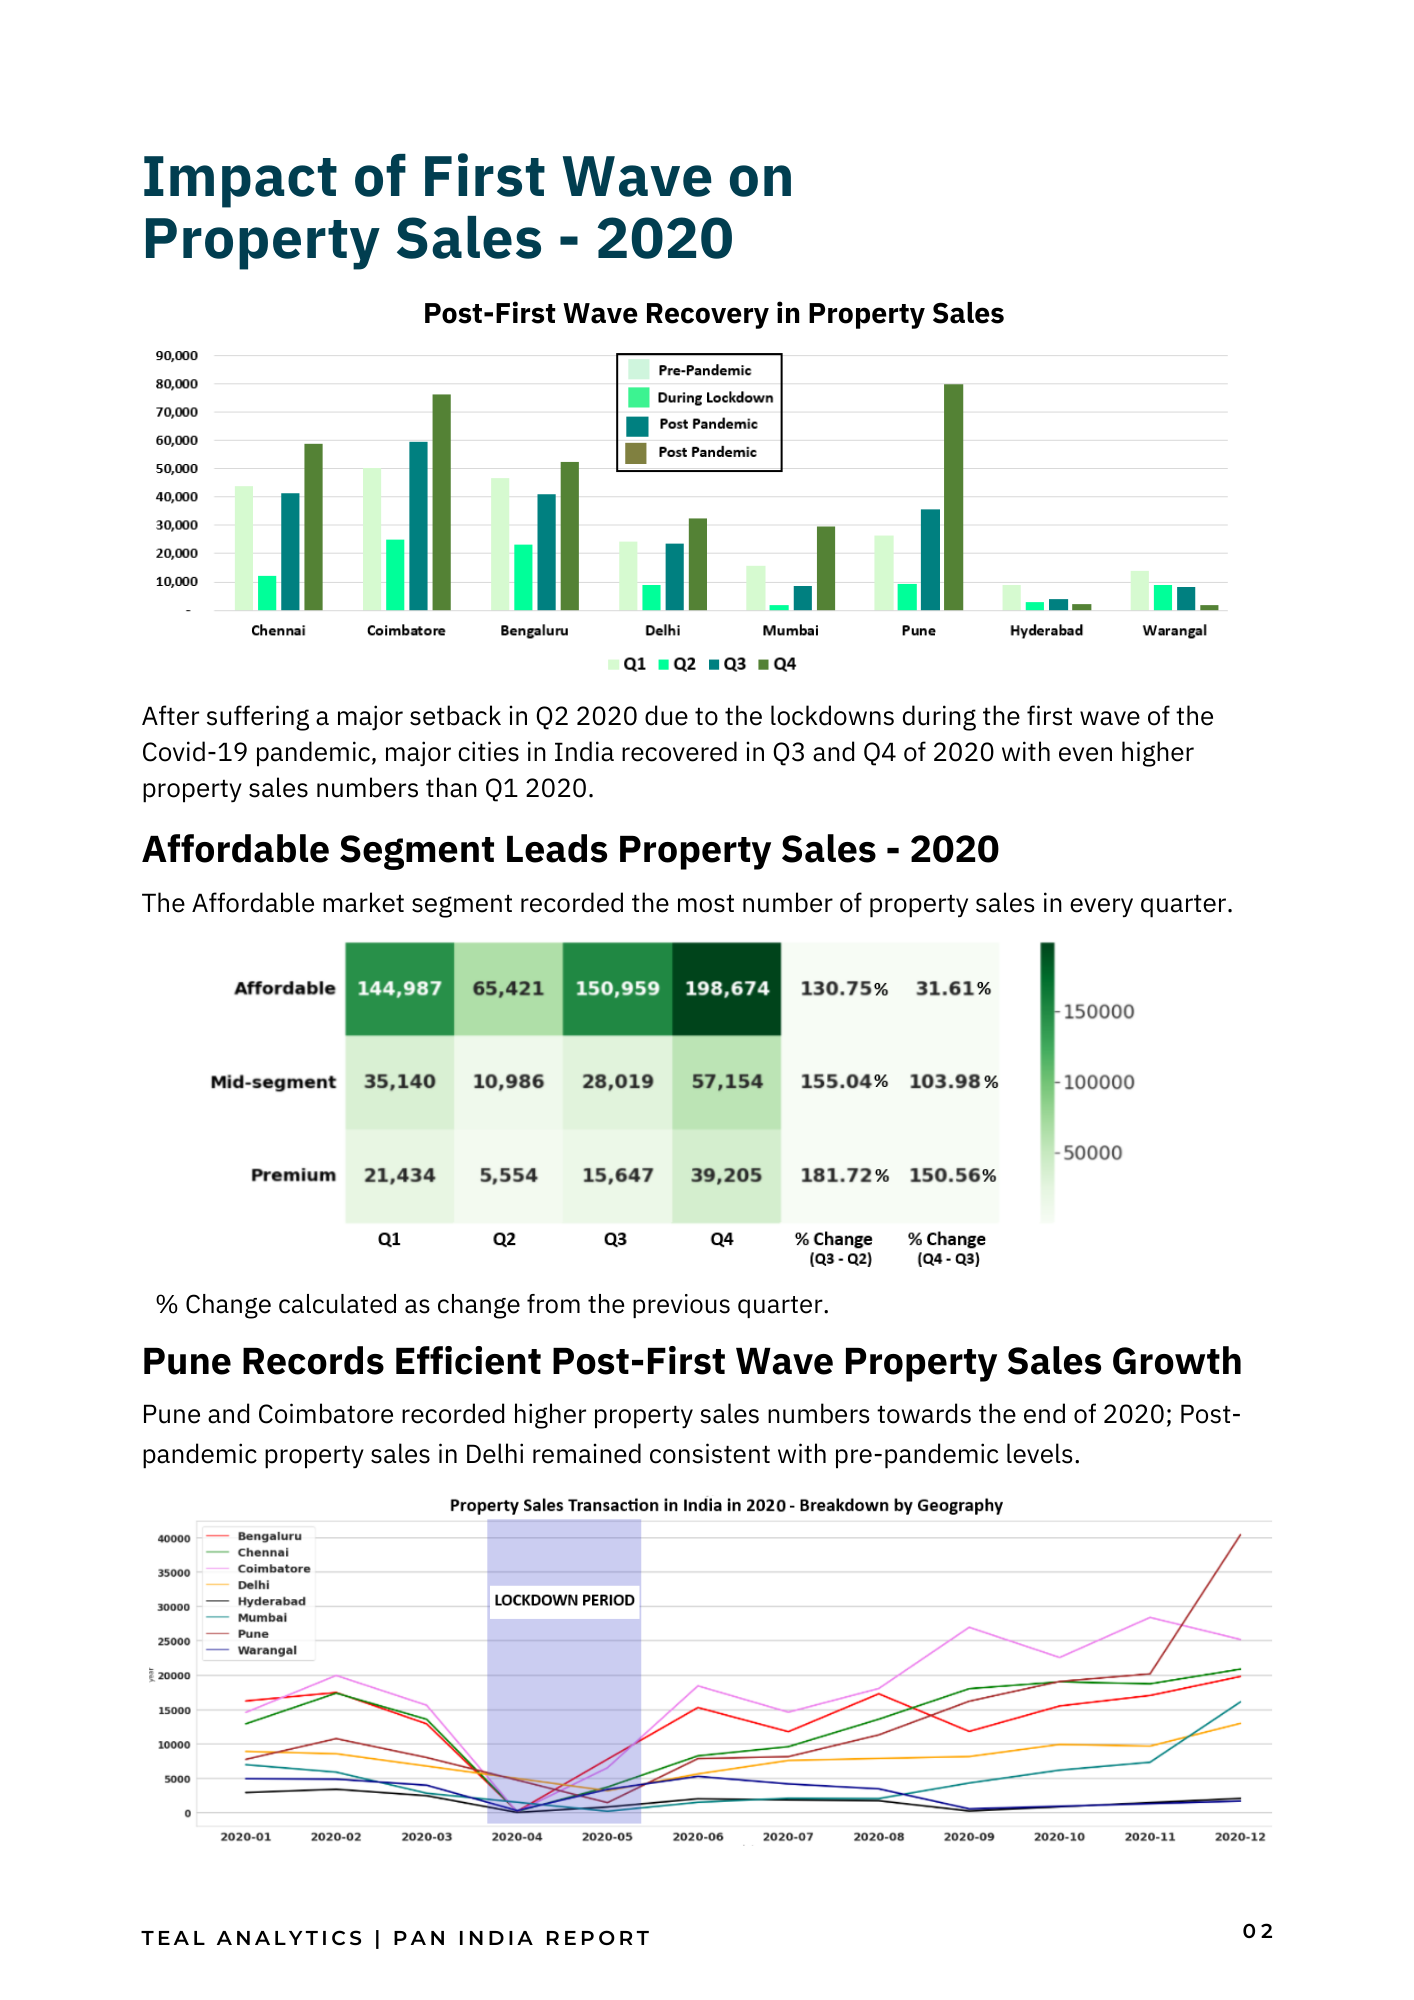 Impact of First Wave on
Property Sales - 2020
Post-First Wave Recovery in Property Sales
90,000
80,000
70,000
60,000
50,000
40,000
30,000
20,000
10,000
-
Pre-Pandemic
During Lockdown
Post Pandemic
Post Pandemic
Chennai Coimbatore Bengaluru Delhi Mumbai Pune Hyderabad Warangal
Q1 Q2 Q3 Q4
After suffering a major setback in Q2 2020 due to the lockdowns during the first wave of the
Covid-19 pandemic, major cities in India recovered in Q3 and Q4 of 2020 with even higher
property sales numbers than Q1 2020.
Affordable Segment Leads Property Sales - 2020
The Affordable market segment recorded the most number of property sales in every quarter.
Affordable 144,987 65,421 150,959 198,674 130.75% 31.61%
Mid-segment 35,140 10,986 28,019 57,154 155.04% 103.98%
Premium 21,434 5,554 15,647 39,205 181.72% 150.56%
Q1 Q2 Q3 Q4 % Change % Change
(Q3 - Q2) (Q4 - Q3)
150000
100000
50000
% Change calculated as change from the previous quarter.
Pune Records Efficient Post-First Wave Property Sales Growth
Pune and Coimbatore recorded higher property sales numbers towards the end of 2020; Post-
pandemic property sales in Delhi remained consistent with pre-pandemic levels.
Property Sales Transaction in India in 2020 - Breakdown by Geography
year
40000
35000
30000
25000
20000
15000
10000
5000
0
Bengaluru
Chennai
Coimbatore
Delhi
Hyderabad
Mumbai
Pune
Warangal
LOCKDOWN PERIOD
2020-01 2020-02 2020-03 2020-04 2020-05 2020-06 2020-07 2020-08 2020-09 2020-10 2020-11 2020-12
TEAL ANALYTICS | PAN INDIA REPORT
02